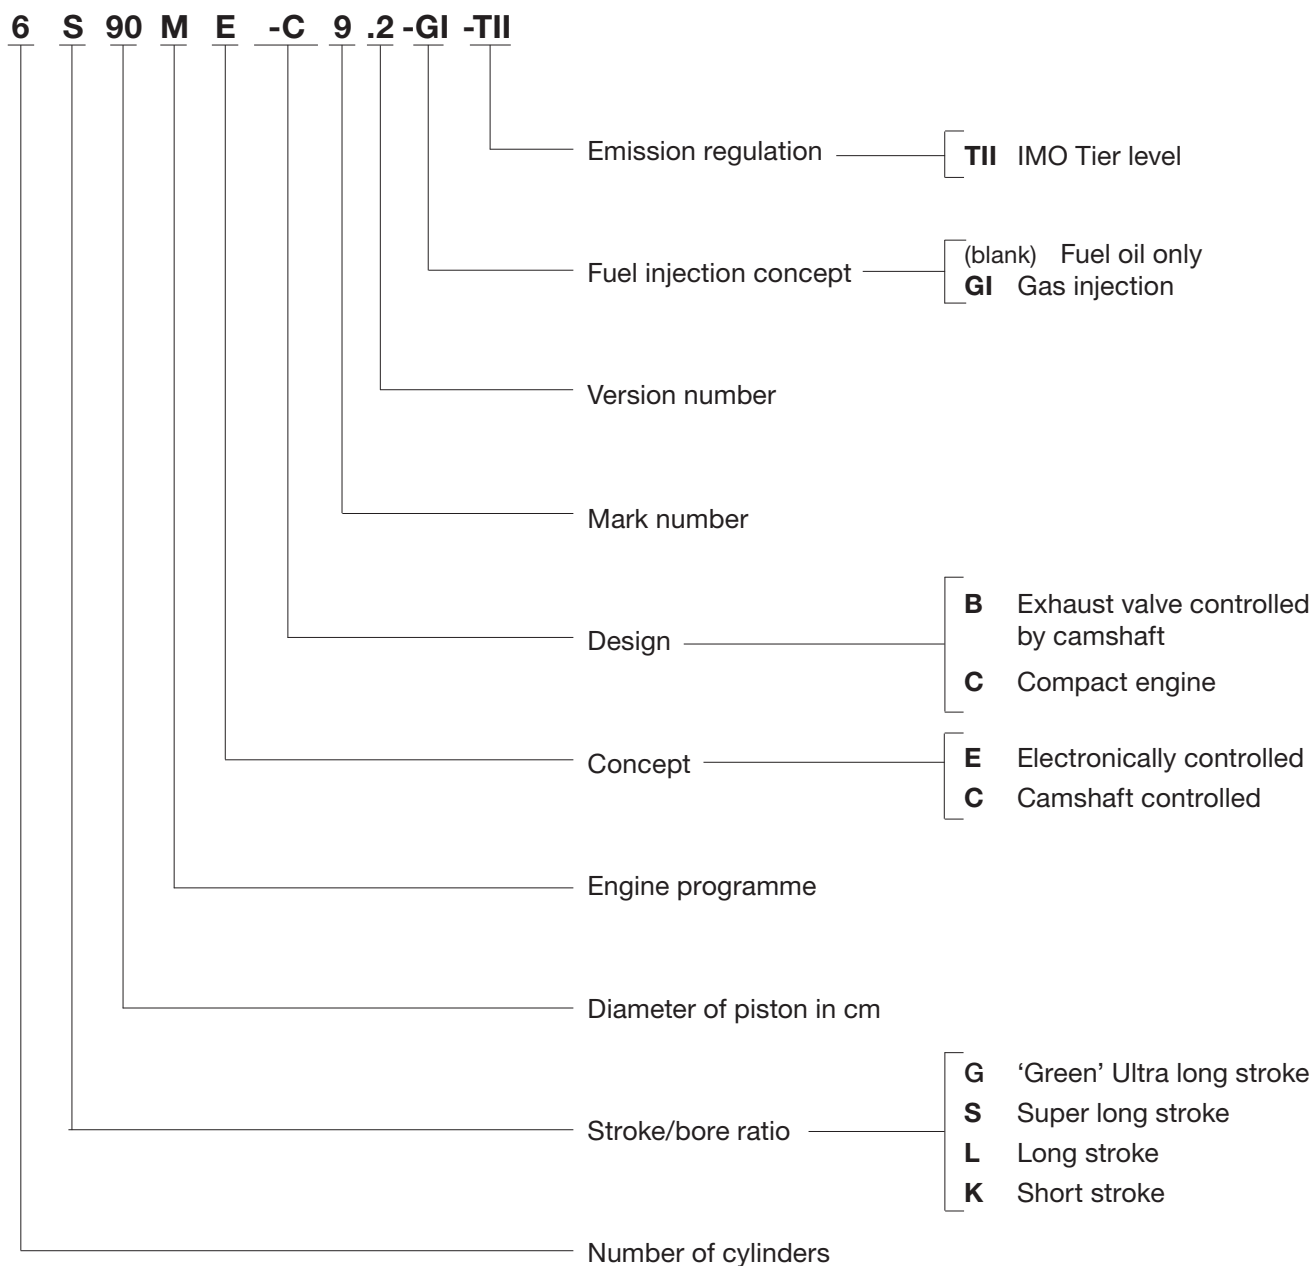 6 S 90 M E -C 9 .2 -GI -TII
Emission regulation
TII IMO Tier level
Fuel injection concept
(blank) Fuel oil only
GI Gas injection
Version number
Mark number
Design
B Exhaust valve controlled
by camshaft
C Compact engine
Concept
E Electronically controlled
C Camshaft controlled
Engine programme
Diameter of piston in cm
Stroke/bore ratio
G ‘Green’ Ultra long stroke
S Super long stroke
L Long stroke
K Short stroke
Number of cylinders